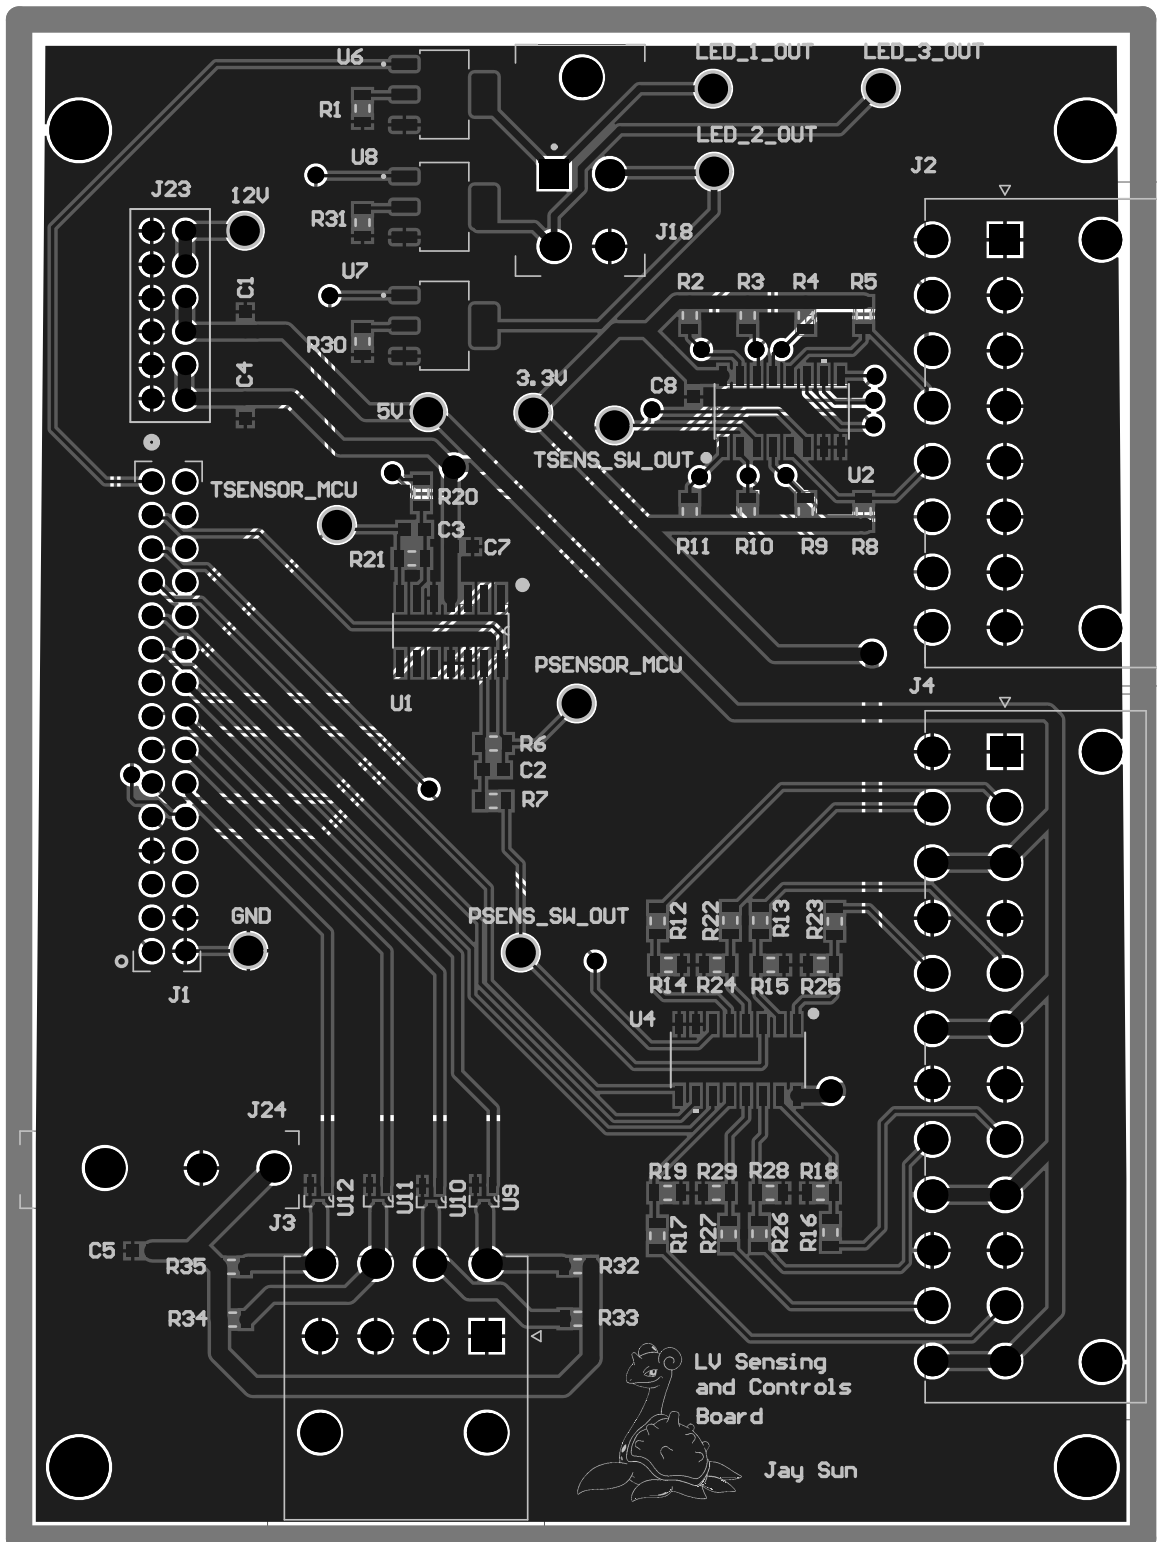 U6
LED_1_OUT
LED_3_OUT
R1
LED_2_OUT
U8
J2
J23
12V
R31
J18
U7
C1
R2
R3
R4
R5
R30
C4
3.3V
C8
5V
TSENS_SW_OUT
U2
TSENSOR_MCU
R20
C3
C7
R11
R10
R9
R8
R21
PSENSOR_MCU
J4
U1
R6
C2
R7
GND
PSENS_SW_OUT
R12
R22
R13
R23
J1
R14
R24
R15
R25
U4
J24
R19
R29
R28
R18
U12
U11
U10
U9
J3
R17
R27
R26
R16
C5
R35
R32
R34
R33
LV Sensing
and Controls
Board
Jay Sun